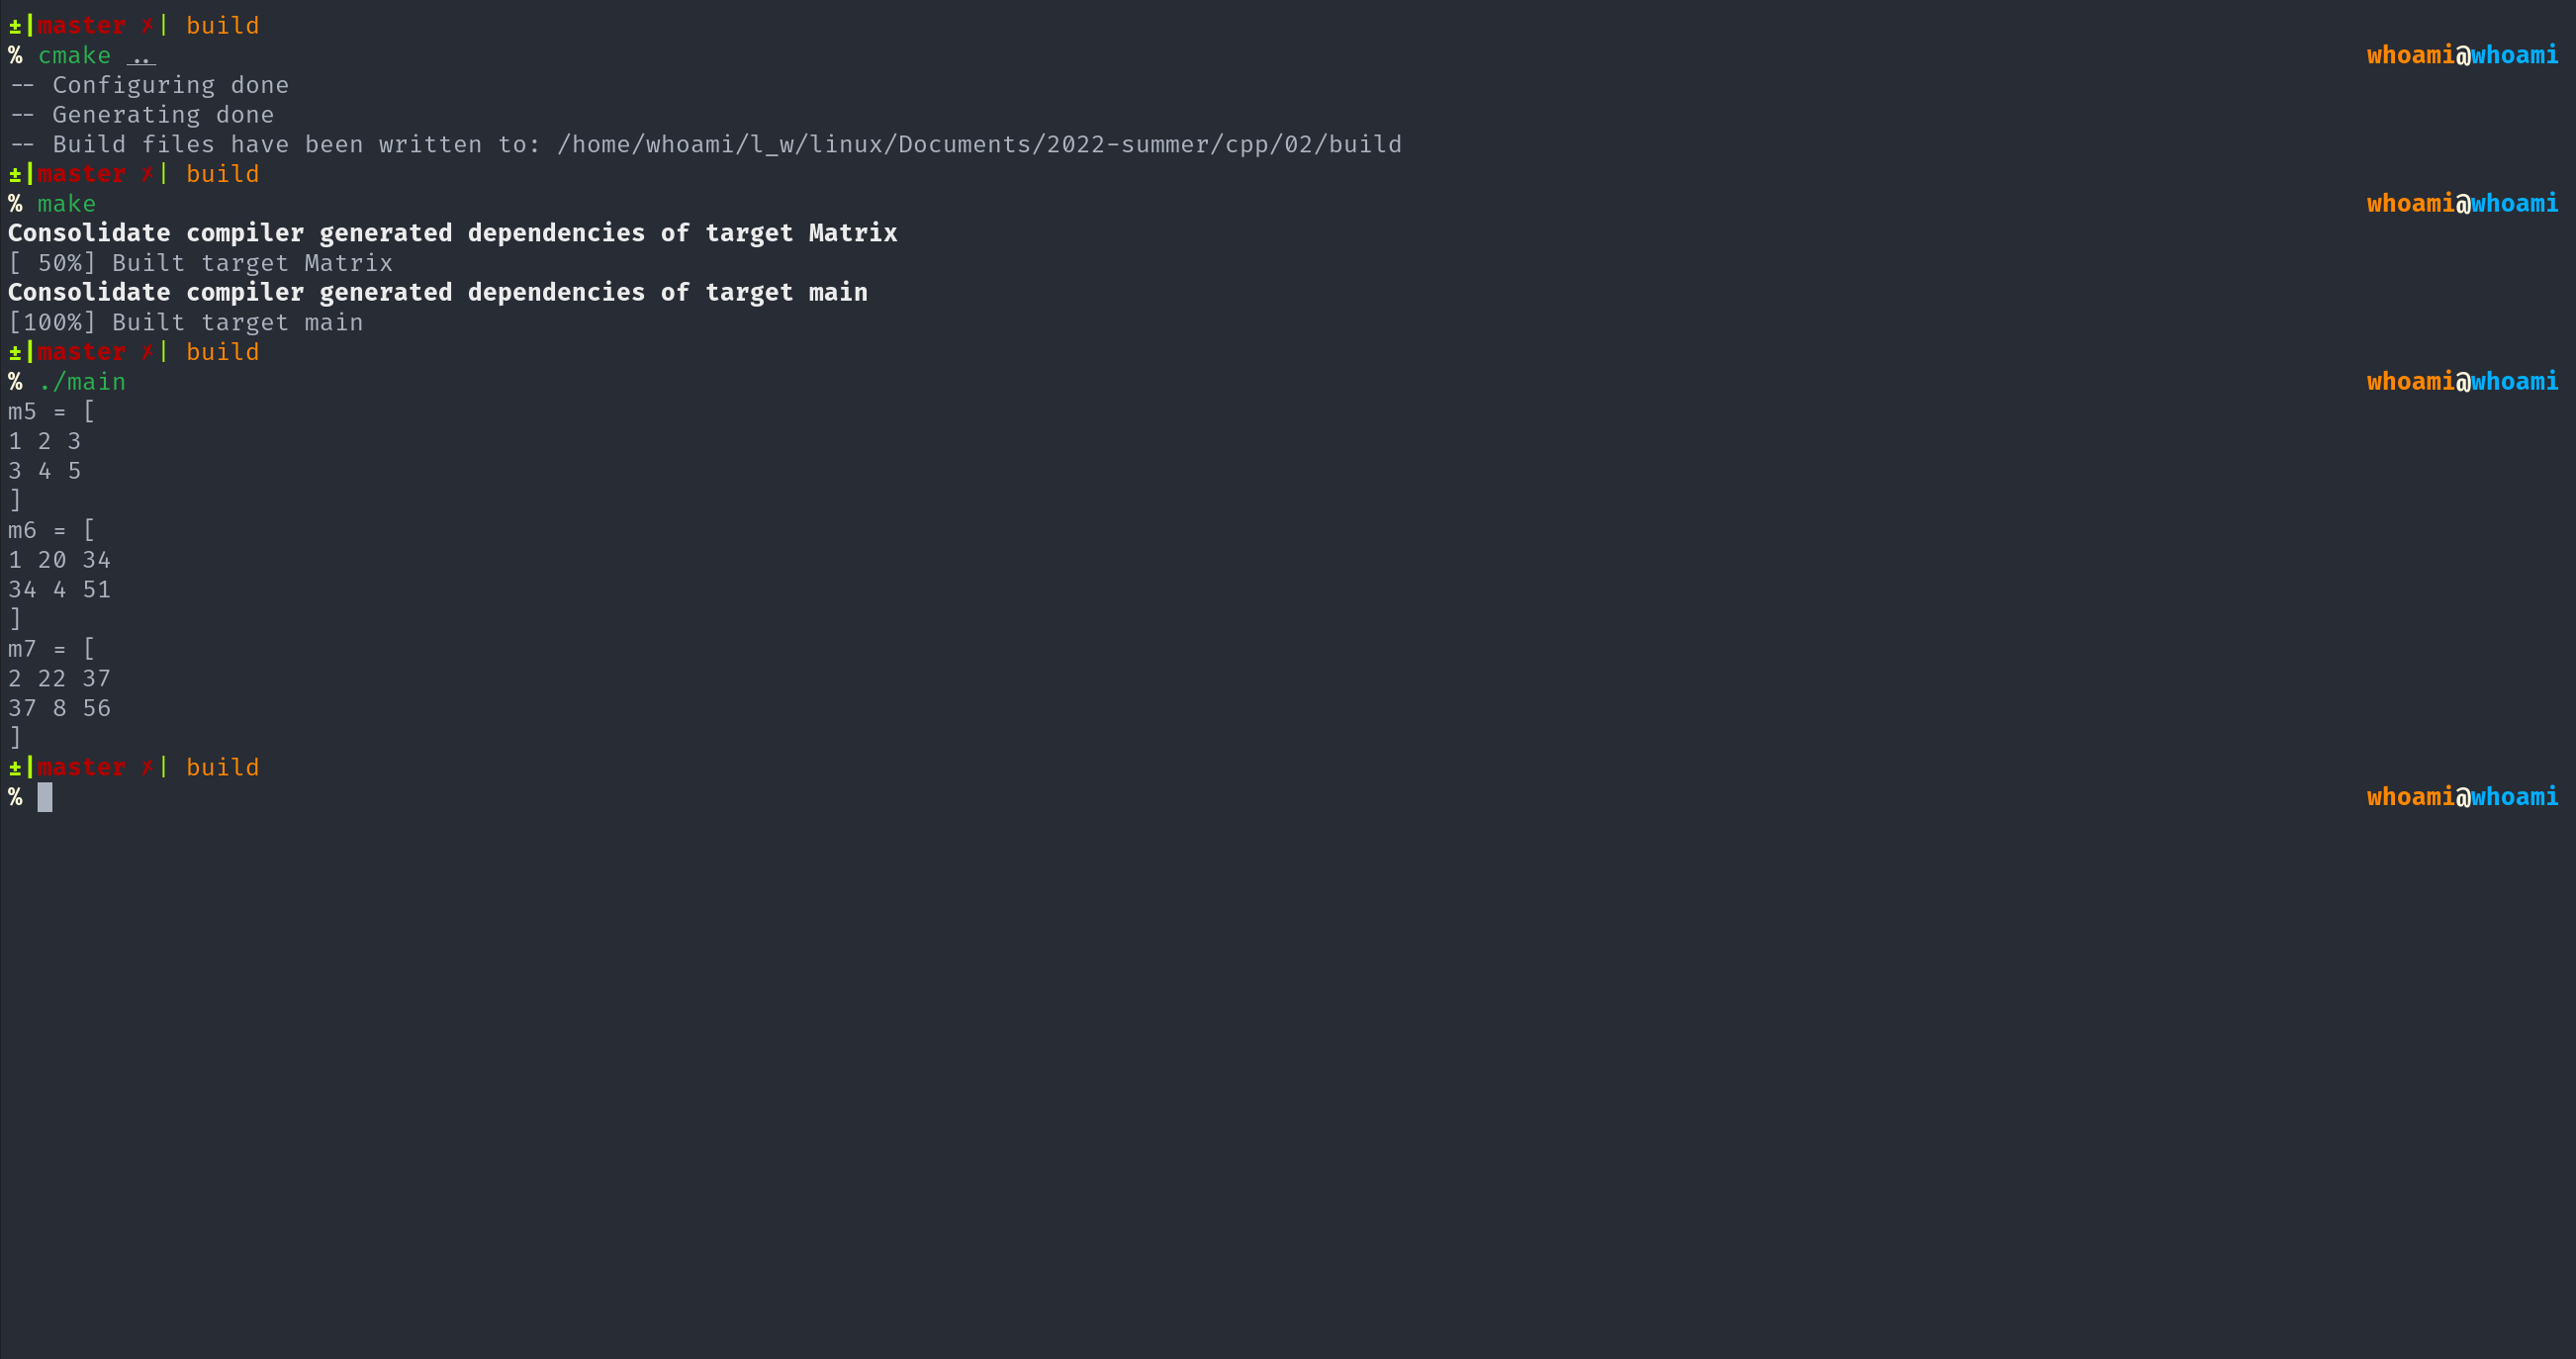 ±|master ✗| build
% cmake .. whoami@whoami
-- Configuring done
-- Generating done
-- Build files have been written to: /home/whoami/l_w/linux/Documents/2022-summer/cpp/02/build
±|master ✗| build
% make whoami@whoami
Consolidate compiler generated dependencies of target Matrix
[ 50%] Built target Matrix
Consolidate compiler generated dependencies of target main
[100%] Built target main
±|master ✗| build
% ./main whoami@whoami
m5 = [
1 2 3
3 4 5
]
m6 = [
1 20 34
34 4 51
]
m7 = [
2 22 37
37 8 56
]
±|master ✗| build
% whoami@whoami